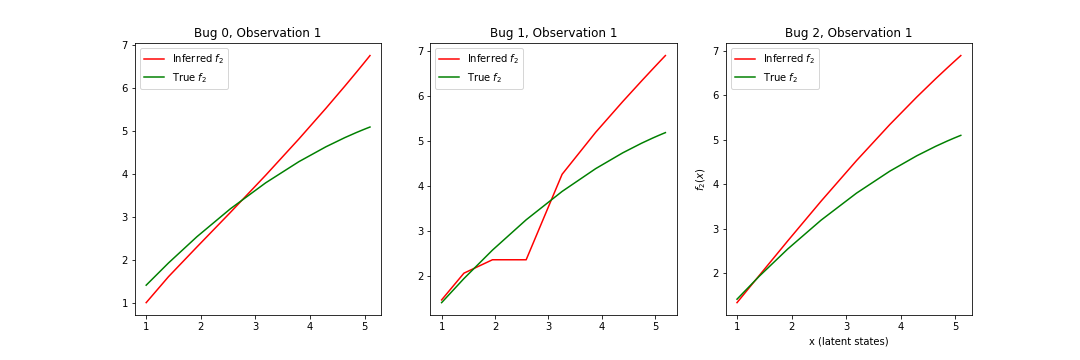 Bug 0, Observation 1
7
6
5
4
3
2
1
1 2 3 4 5
Inferred f₂
True f₂
Bug 1, Observation 1
7
6
5
4
3
2
1 2 3 4 5
Inferred f₂
True f₂
Bug 2, Observation 1
f₂(x)
7
6
5
4
3
2
1 2 3 4 5
x (latent states)
Inferred f₂
True f₂